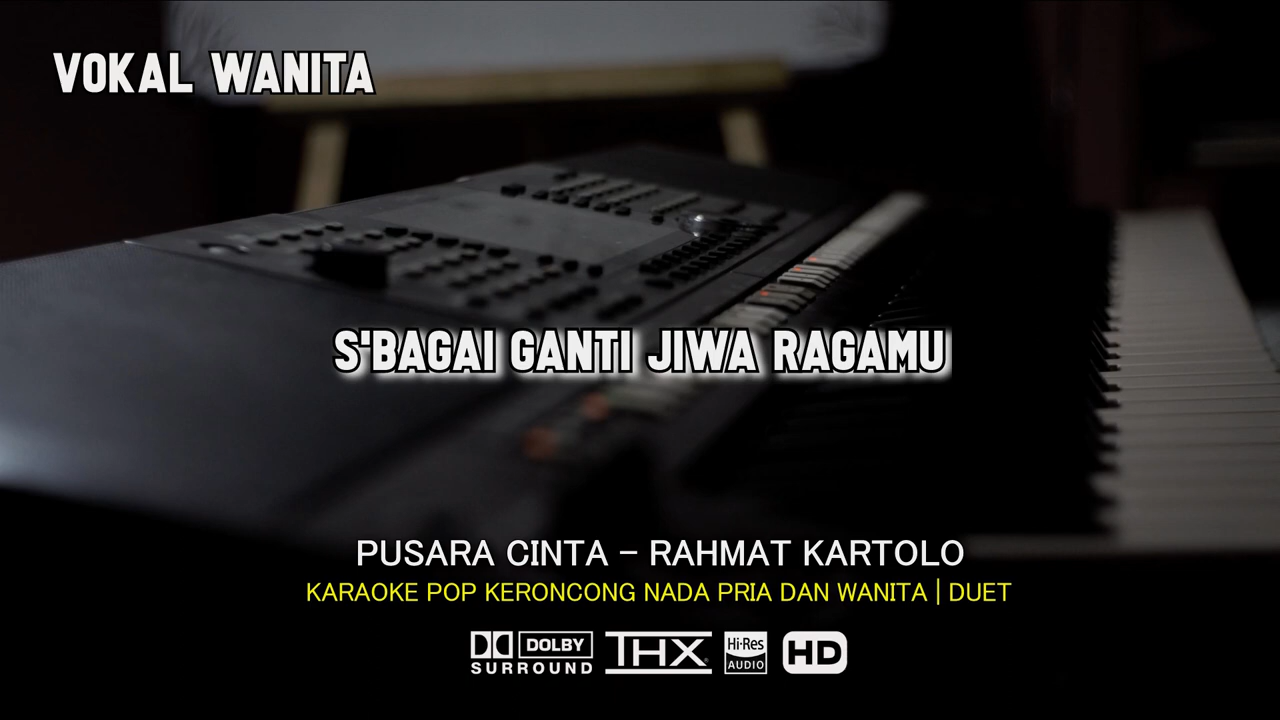 VOKAL WANITA
S'BAGAI GANTI JIWA RAGAMU
PUSARA CINTA – RAHMAT KARTOLO
KARAOKE POP KERONCONG NADA PRIA DAN WANITA | DUET
DOLBY
SURROUND
THX
Hi-Res
AUDIO
HD